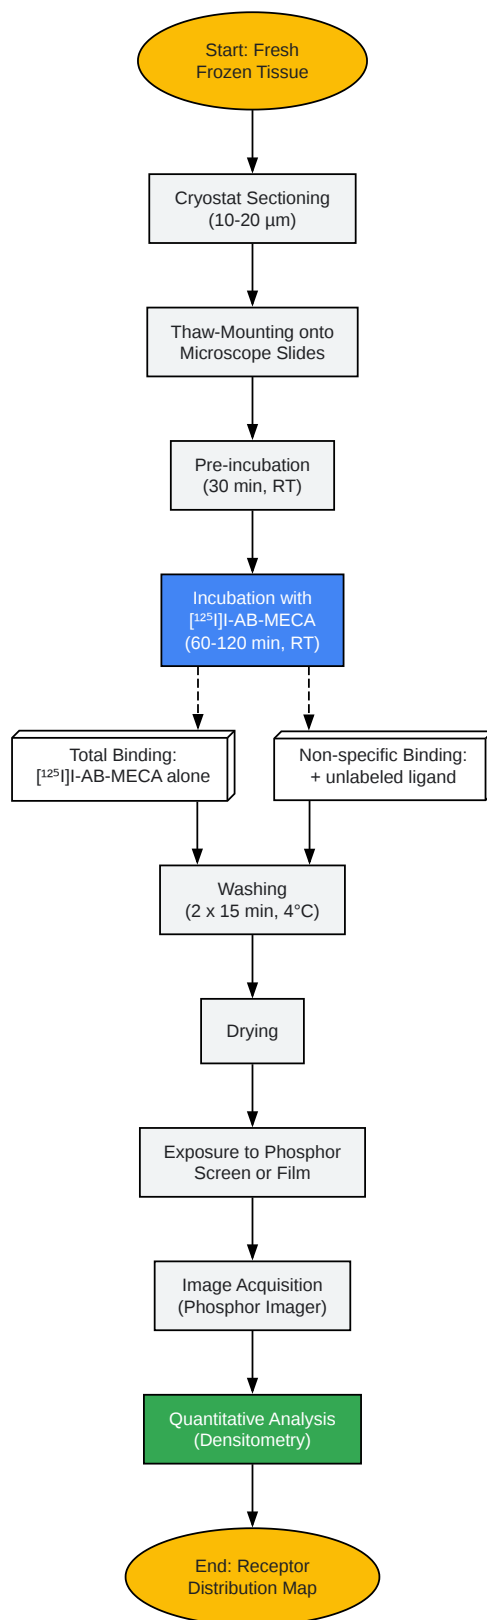 Start: Fresh
Frozen Tissue
Cryostat Sectioning
(10-20 µm)
Thaw-Mounting onto
Microscope Slides
Pre-incubation
(30 min, RT)
Incubation with
[¹²⁵I]I-AB-MECA
(60-120 min, RT)
Total Binding:
[¹²⁵I]I-AB-MECA alone
Non-specific Binding:
+ unlabeled ligand
Washing
(2 x 15 min, 4°C)
Drying
Exposure to Phosphor
Screen or Film
Image Acquisition
(Phosphor Imager)
Quantitative Analysis
(Densitometry)
End: Receptor
Distribution Map